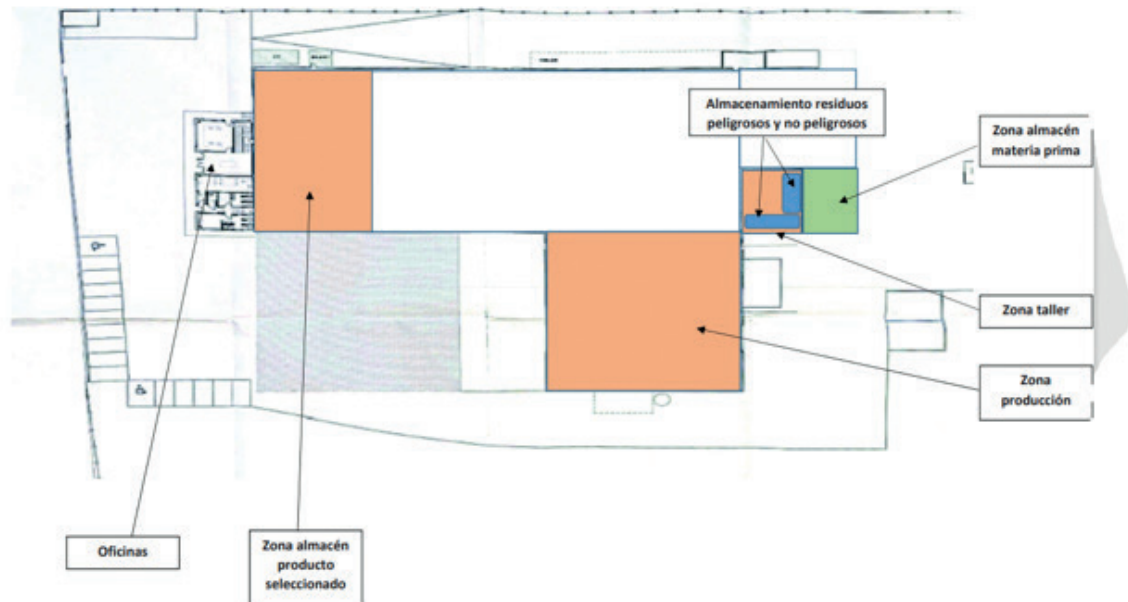 Almacenamiento residuos
peligrosos y no peligrosos
Zona almacén
materia prima
Zona taller
Zona
producción
Oficinas
Zona almacén
producto
seleccionado